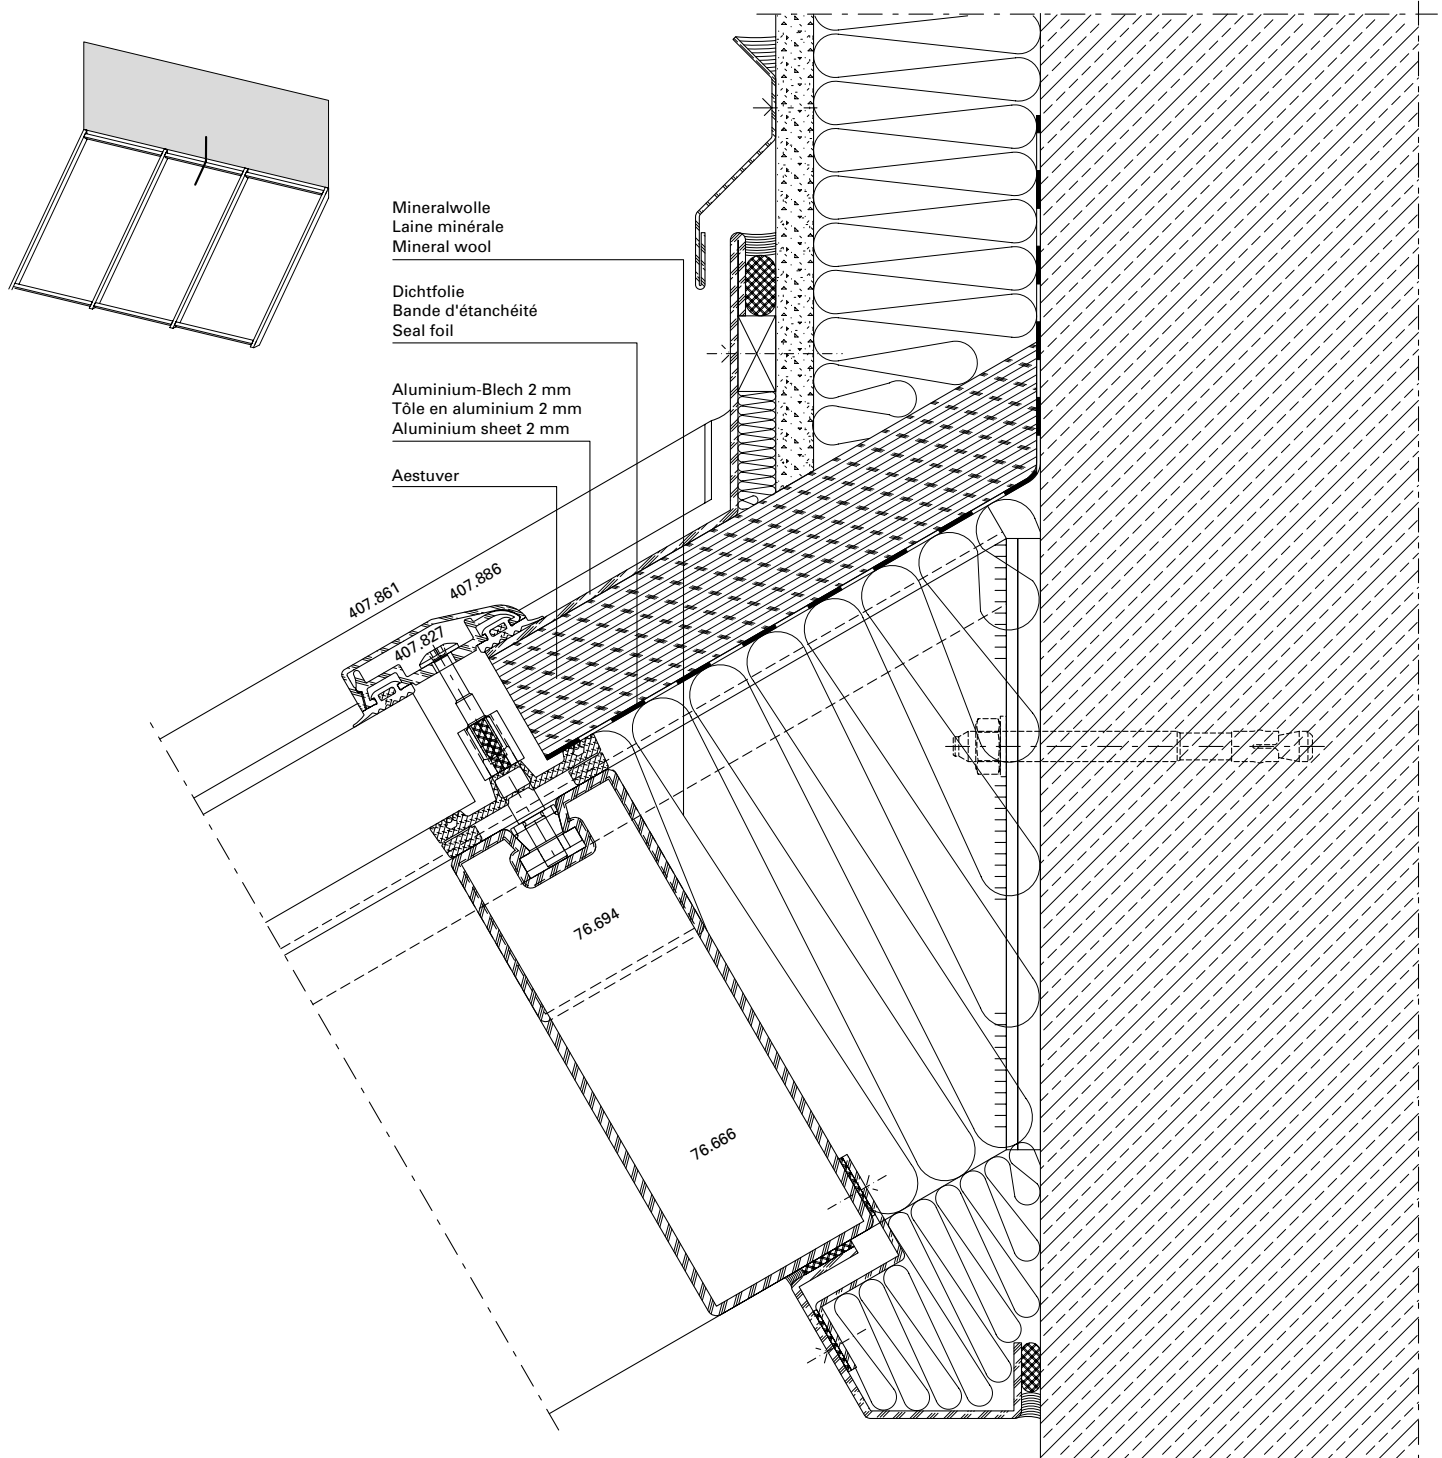 Mineralwolle
Laine minérale
Mineral wool
Dichtfolie
Bande d'étanchéité
Seal foil
Aluminium-Blech 2 mm
Tôle en aluminium 2 mm
Aluminium sheet 2 mm
Aestuver
407.861
407.886
407.827
76.694
76.666